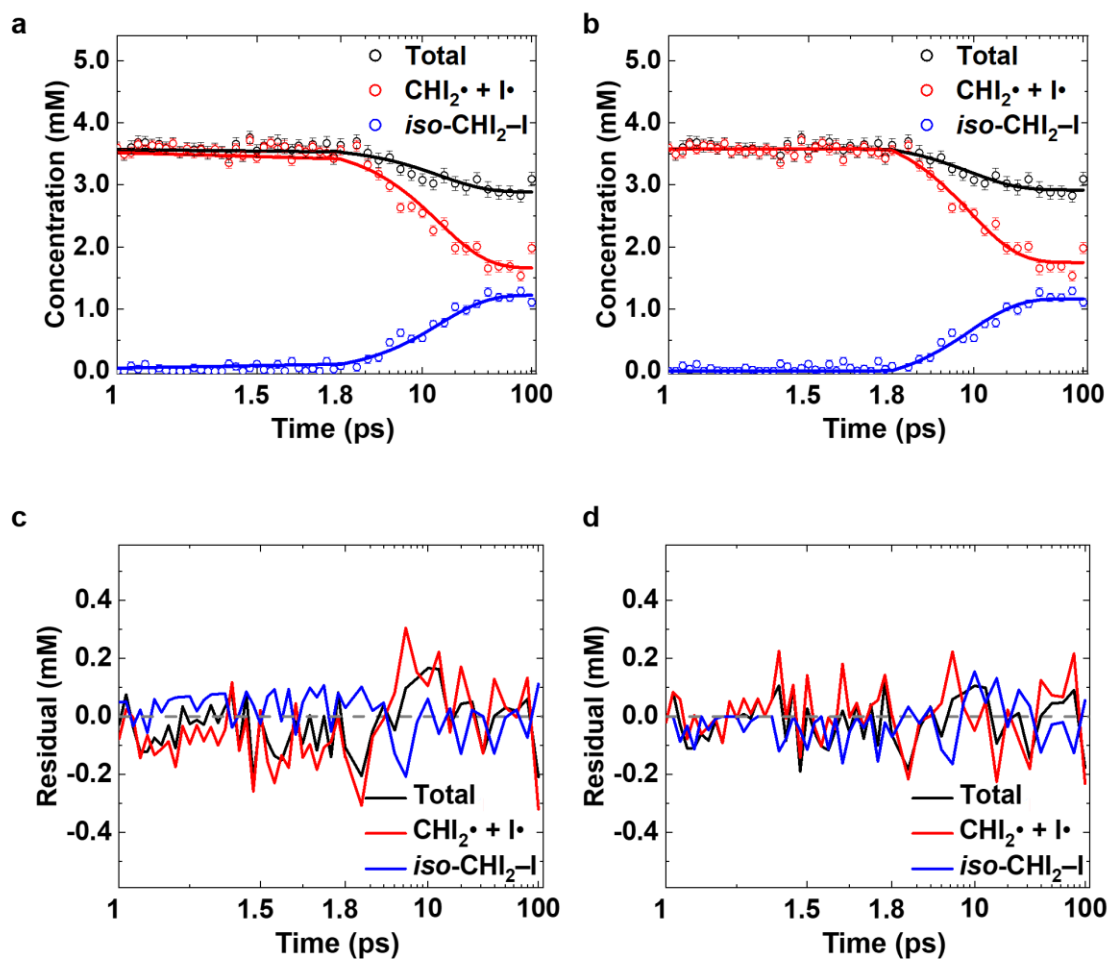 a
b
5.0
4.0
3.0
2.0
1.0
0.0
Concentration (mM)
Total
CHI₂• + I•
iso-CHI₂–I
1
1.5
1.8
10
100
Time (ps)
5.0
4.0
3.0
2.0
1.0
0.0
Concentration (mM)
Total
CHI₂• + I•
iso-CHI₂–I
1
1.5
1.8
10
100
Time (ps)
c
d
0.4
0.2
0.0
-0.2
-0.4
Residual (mM)
Total
CHI₂• + I•
iso-CHI₂–I
1
1.5
1.8
10
100
Time (ps)
0.4
0.2
0.0
-0.2
-0.4
Residual (mM)
Total
CHI₂• + I•
iso-CHI₂–I
1
1.5
1.8
10
100
Time (ps)